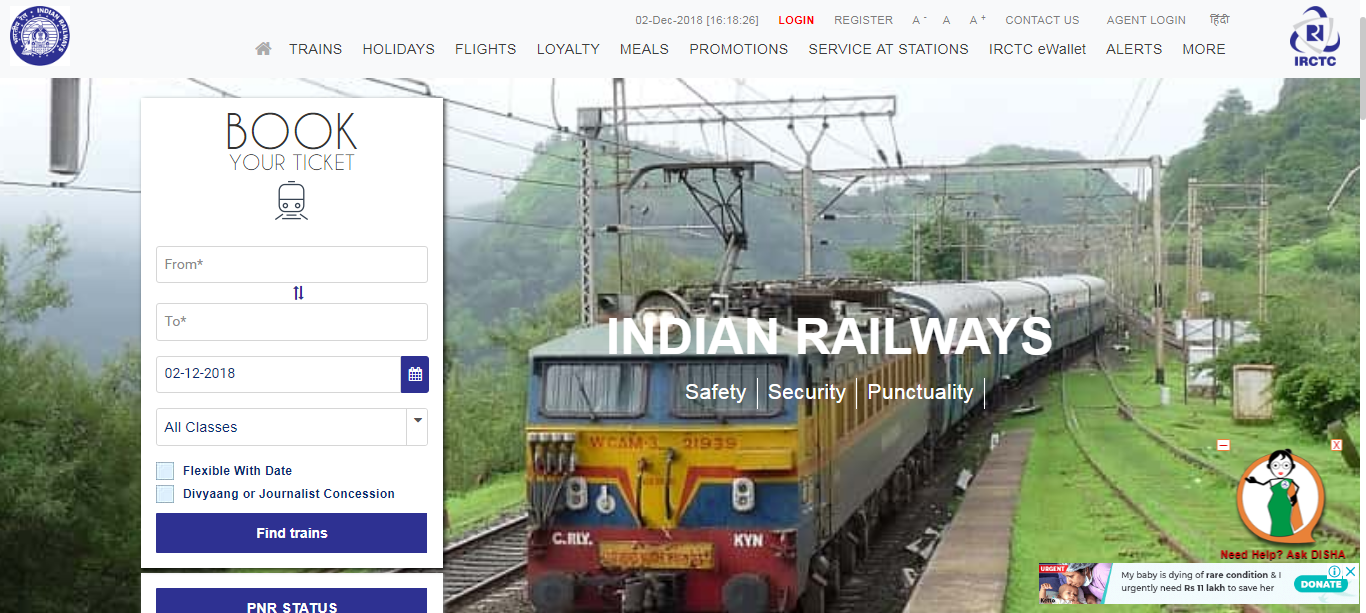 02-Dec-2018 [16:18:26] LOGIN REGISTER A - A A + CONTACT US AGENT LOGIN हिंदी
INDIAN RAILWAYS
IRCTC
TRAINS HOLIDAYS FLIGHTS LOYALTY MEALS PROMOTIONS SERVICE AT STATIONS IRCTC eWallet ALERTS MORE
BOOK
YOUR TICKET
From*
To*
02-12-2018
All Classes
Flexible With Date
Divyaang or Journalist Concession
Find trains
PNR STATUS
INDIAN RAILWAYS
Safety Security Punctuality
WCAM-3 21939
C.RLY. KYN
X
Need Help? Ask DISHA
URGENT
Ketto
My baby is dying of rare condition & I
urgently need Rs 11 lakh to save her
DONATE